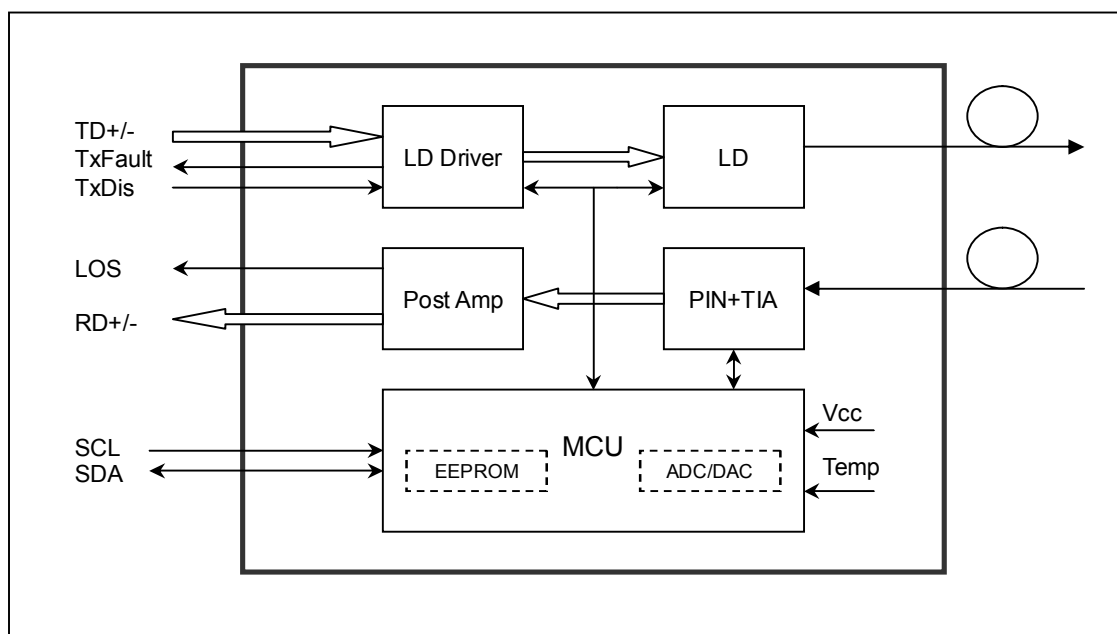 TD+/-
TxFault
TxDis
LD Driver
LD
LOS
RD+/-
Post Amp
PIN+TIA
SCL
SDA
MCU
EEPROM
ADC/DAC
Vcc
Temp